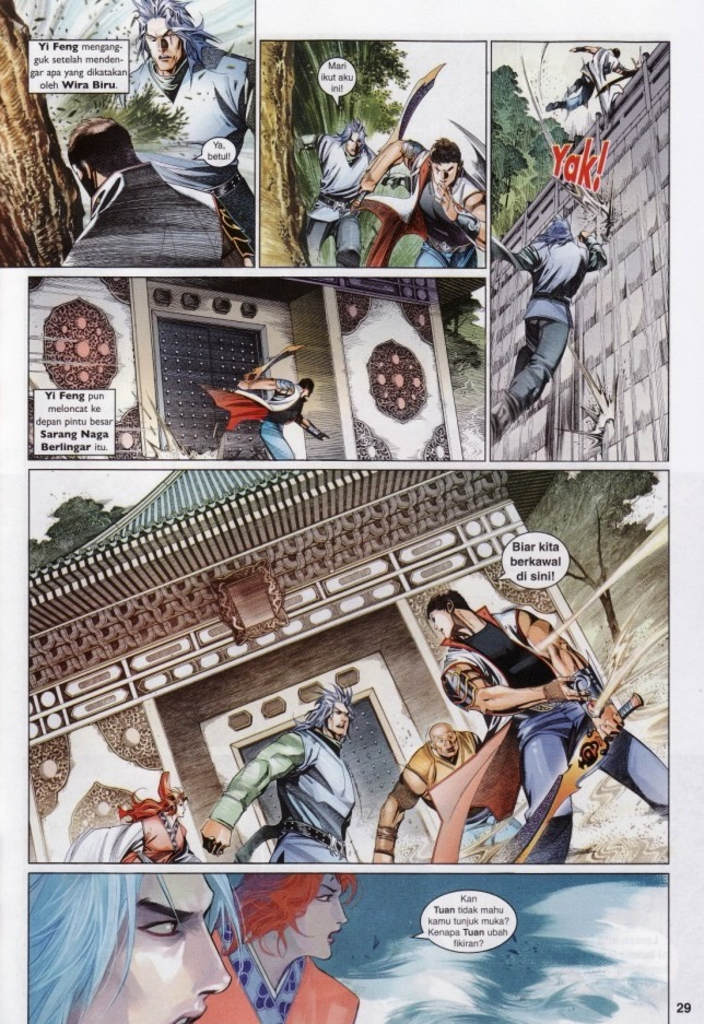 Yi Feng mengang-
guk setelah menden-
gar apa yang dikatakan
oleh Wira Biru.
Ya,
betul!
Mari
ikut aku
ini!
Yak!
Yi Feng pun
meloncat ke
depan pintu besar
Sarang Naga
Berlingar itu.
Biar kita
berkawal
di sini!
Kan
Tuan tidak mahu
kamu tunjuk muka?
Kenapa Tuan ubah
fikiran?
29